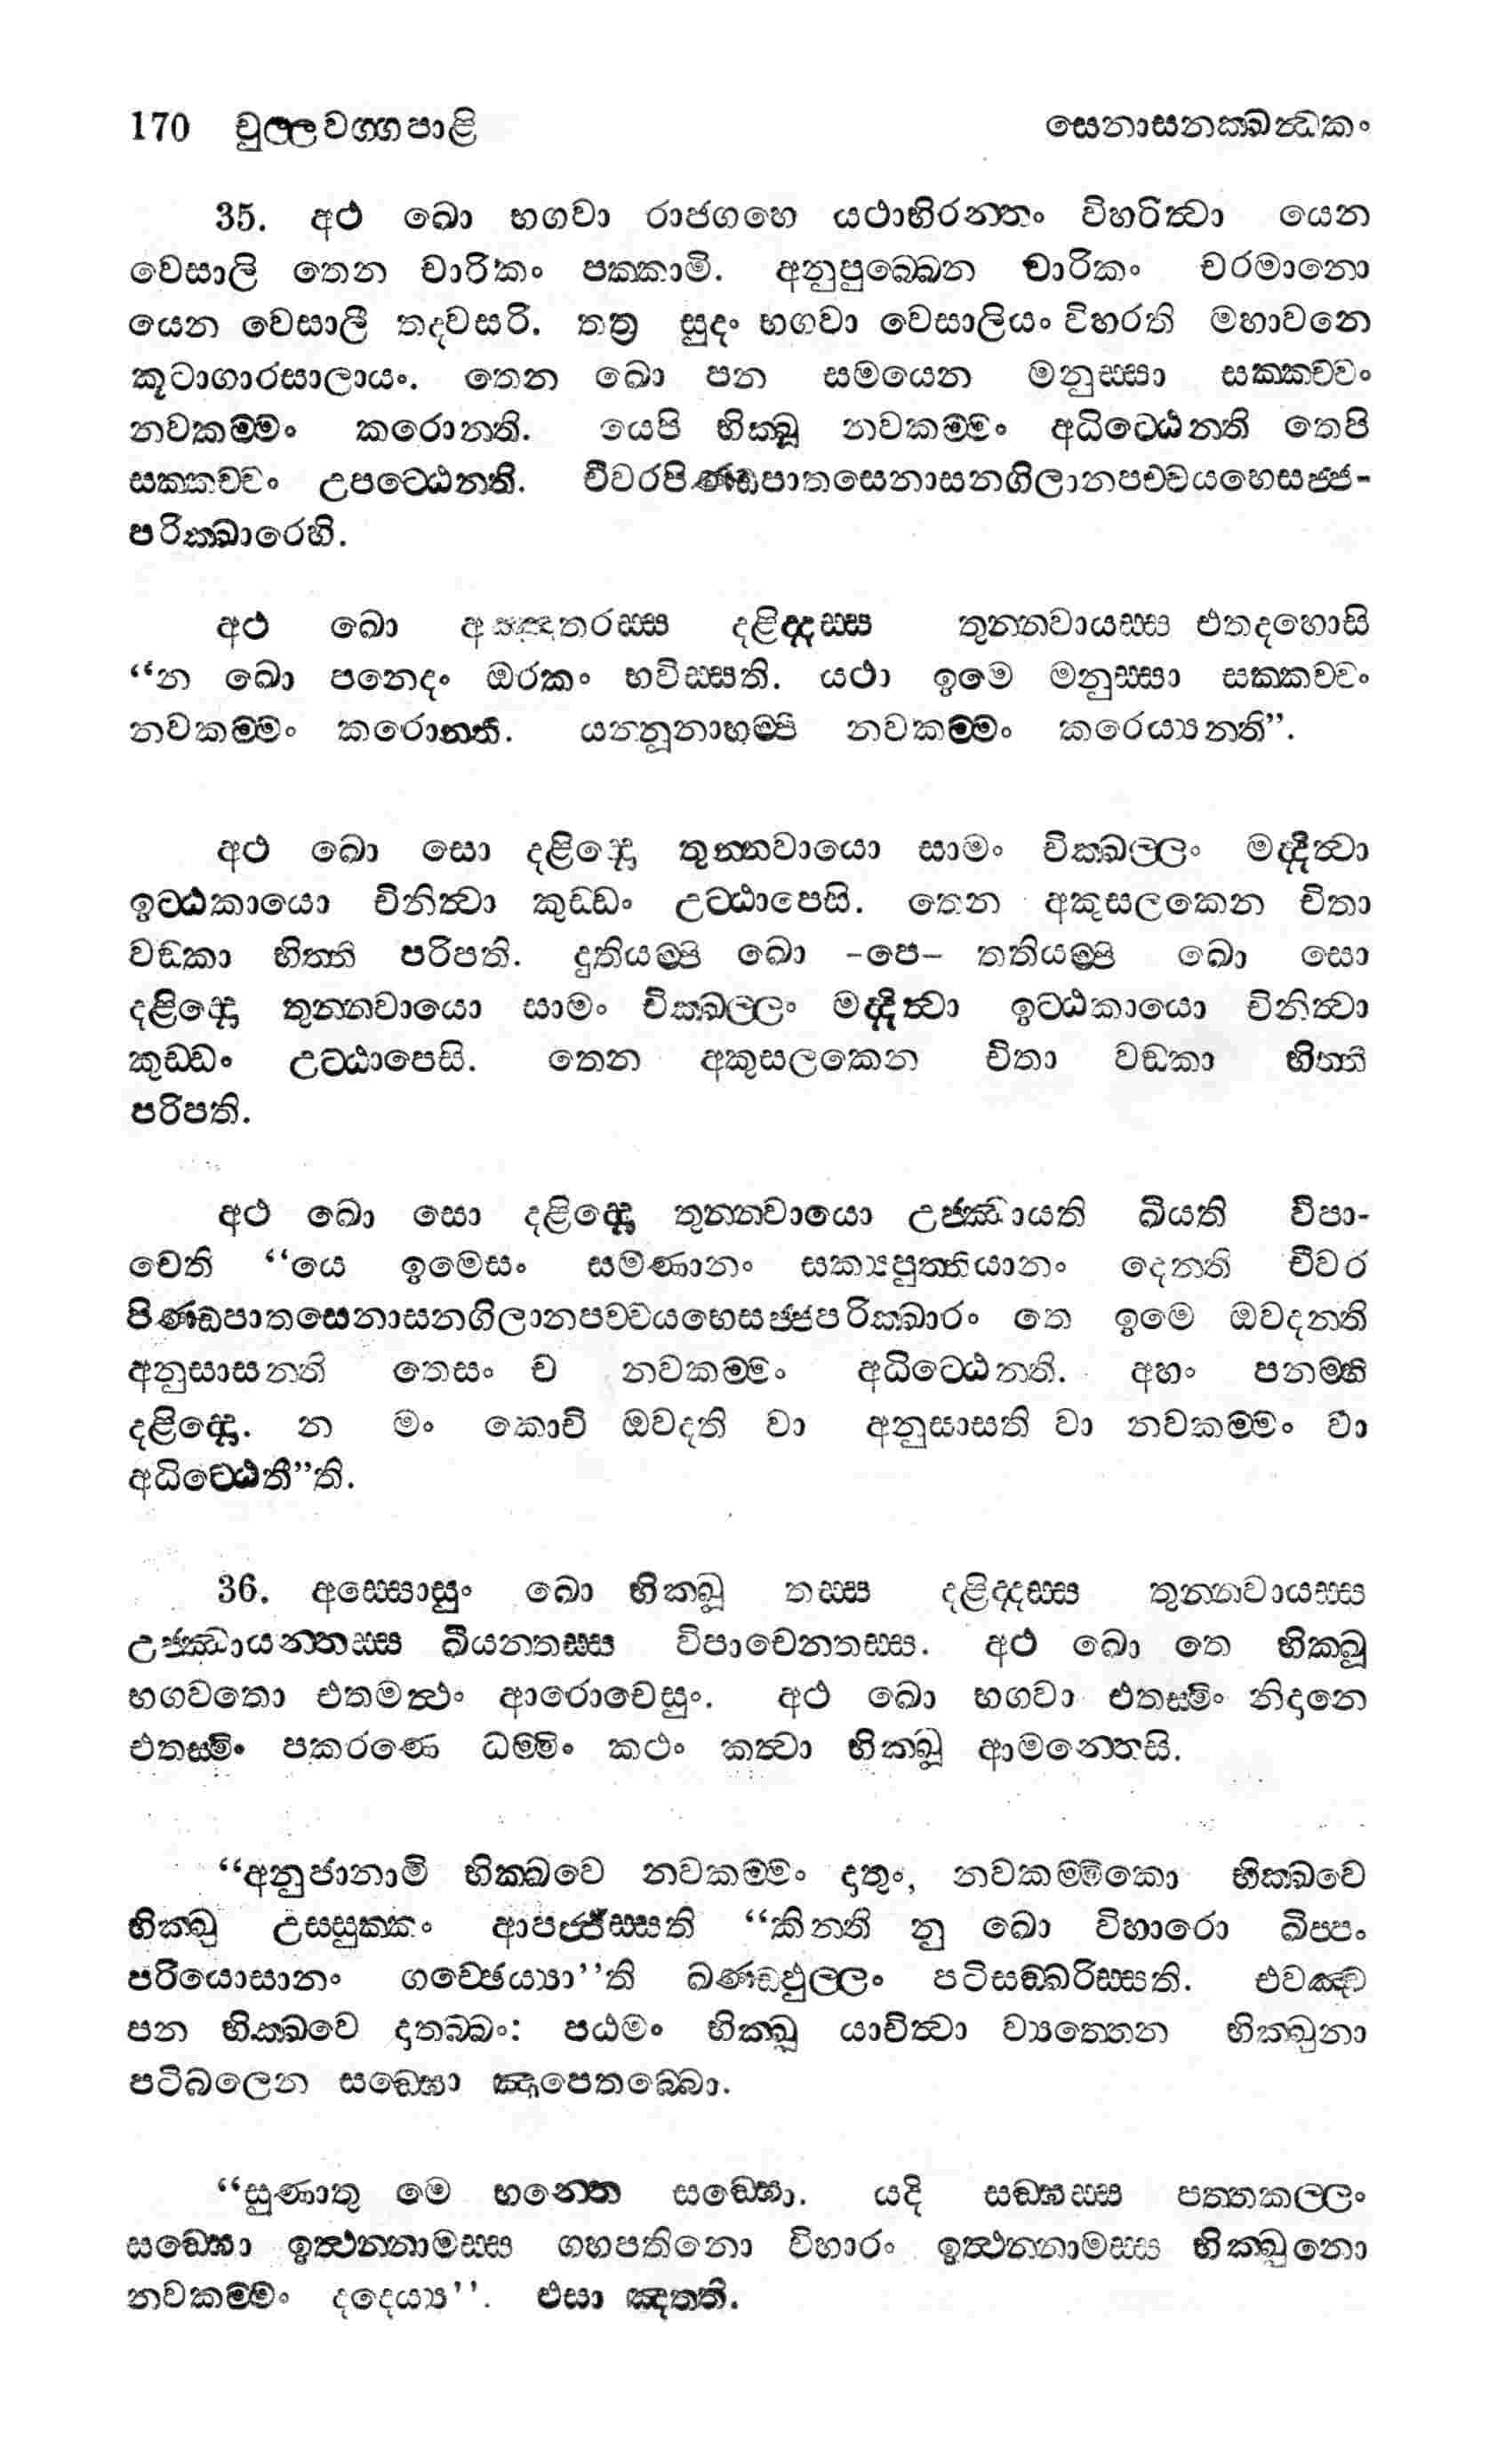 170 චුල්ලවග්ගපාළි සෙනාසනක්ඛන්ධකං
35. අථ ඛො භගවා රාජගහෙ යථාභිරන්තං විහරිත්වා යෙන
වෙසාලි තෙන චාරිකං පක්කාමි. අනුපුබ්බෙන චාරිකං චරමානො
යෙන වෙසාලී තදවසරි. තත්‍ර සුදං භගවා වෙසාලියං විහරති මහාවනෙ
කූටාගාරසාලායං. තෙන ඛො පන සමයෙන මනුස්සා සක්කච්චං
නවකම්මං කරොන්ති. යෙපි භික්ඛූ නවකම්මං අධිට්ඨෙන්ති තෙපි
සක්කච්චං උපට්ඨෙන්ති. චීවරපිණ්ඩපාතසෙනාසනගිලානපච්චයභෙසජ්ජ-
පරික්ඛාරෙහි.
අථ ඛො අඤ්ඤතරස්ස දළිද්දස්ස තුන්නවායස්ස එතදහොසි
“න ඛො පනෙදං ඔරකං භවිස්සති. යථා ඉමෙ මනුස්සා සක්කච්චං
නවකම්මං කරොන්ති. යන්නූනාහම්පි නවකම්මං කරෙය්‍යන්ති”.
අථ ඛො සො දළිද්දො තුන්නවායො සාමං චික්ඛල්ලං මද්දිත්වා
ඉට්ඨකායො චිනිත්වා කුඩ්ඩං උට්ඨාපෙසි. තෙන අකුසලකෙන චිතා
වඞ්කා භිත්ති පරිපති. දුතියම්පි ඛො -පෙ- තතියම්පි ඛො සො
දළිද්දො තුන්නවායො සාමං චික්ඛල්ලං මද්දිත්වා ඉට්ඨකායො චිනිත්වා
කුඩ්ඩං උට්ඨාපෙසි. තෙන අකුසලකෙන චිතා වඞ්කා භිත්ති
පරිපති.
අථ ඛො සො දළිද්දො තුන්නවායො උජ්ඣායති ඛියති විපා-
චෙති “යෙ ඉමෙසං සමණානං සක්‍යපුත්තියානං දෙන්ති චීවර
පිණ්ඩපාතසෙනාසනගිලානපච්චයභෙසජ්ජපරික්ඛාරං තෙ ඉමෙ ඔවදන්ති
අනුසාසන්ති තෙසං ච නවකම්මං අධිට්ඨෙන්ති. අහං පනම්හි
දළිද්දො. න මං කොචි ඔවදති වා අනුසාසති වා නවකම්මං වා
අධිට්ඨෙතී”ති.
36. අස්සොසුං ඛො භික්ඛූ තස්ස දළිද්දස්ස තුන්නවායස්ස
උජ්ඣායන්තස්ස ඛීයන්තස්ස විපාචෙන්තස්ස. අථ ඛො තෙ භික්ඛූ
භගවතො එතමත්ථං ආරොචෙසුං. අථ ඛො භගවා එතස්මිං නිදානෙ
එතස්මිං පකරණෙ ධම්මිං කථං කත්වා භික්ඛූ ආමන්තෙසි.
“අනුජානාමි භික්ඛවෙ නවකම්මං දාතුං, නවකම්මිකො භික්ඛවෙ
භික්ඛු උස්සුක්කං ආපජ්ජිස්සති “කින්ති නු ඛො විහාරො ඛිප්පං
පරියොසානං ගච්ඡෙය්‍යා’’ති ඛණ්ඩඵුල්ලං පටිසඞ්ඛරිස්සති. එවඤ්ච
පන භික්ඛවෙ දාතබ්බං: පඨමං භික්ඛූ යාචිත්වා ව්‍යත්තෙන භික්ඛුනා
පටිබලෙන සඞ්ඝො ඤාපෙතබ්බො.
“සුණාතු මෙ භන්තෙ සඞ්ඝො. යදි සඞ්ඝස්ස පත්තකල්ලං
සඞ්ඝො ඉත්ථන්නාමස්ස ගහපතිනො විහාරං ඉත්ථන්නාමස්ස භික්ඛුනො
නවකම්මං දදෙය්‍ය’’. එසා ඤත්ති.